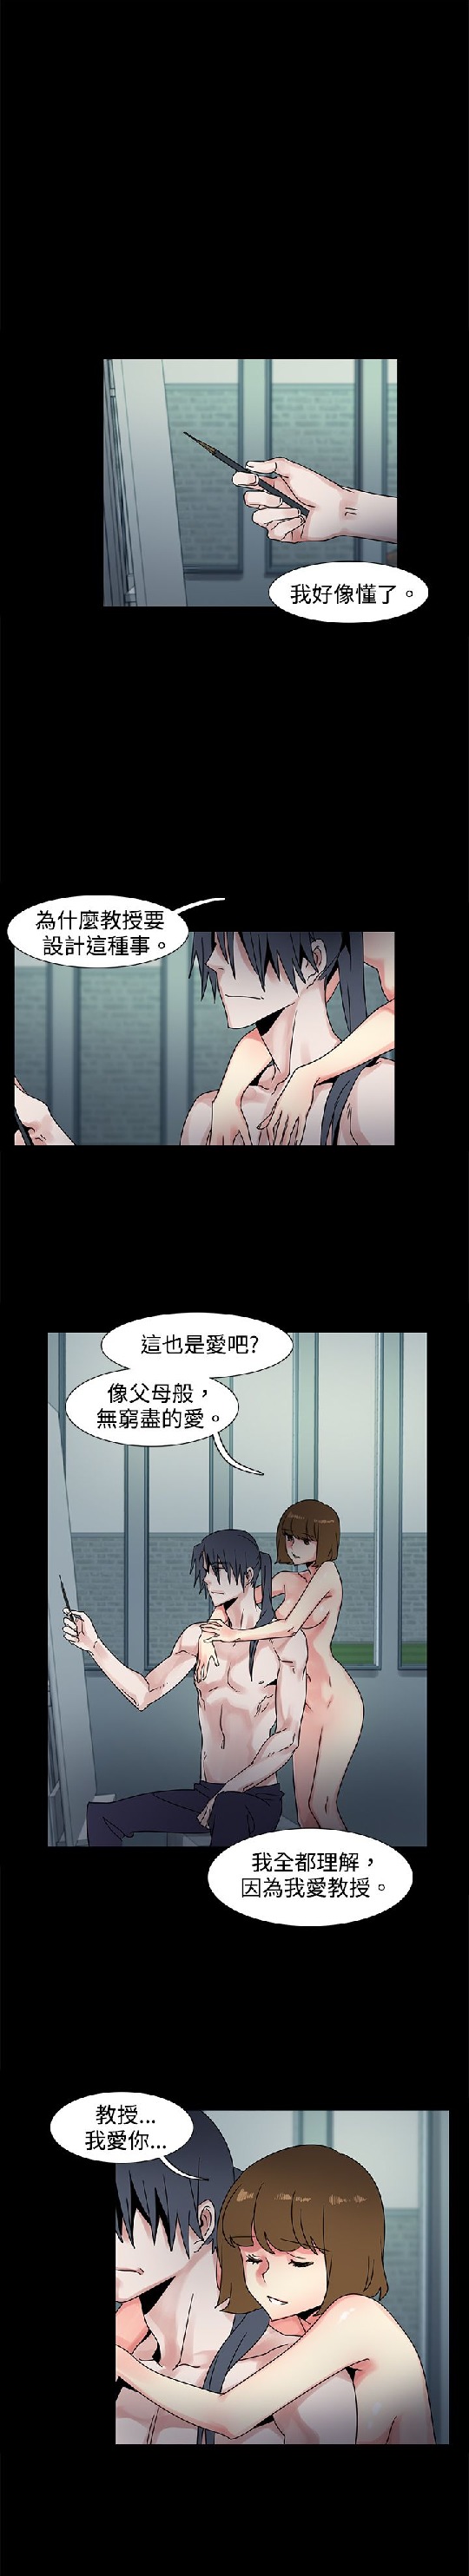 我好像懂了。
為什麼教授要
設計這種事。
這也是愛吧?
像父母般，
無窮盡的愛。
我全都理解，
因為我愛教授。
教授...
我愛你...